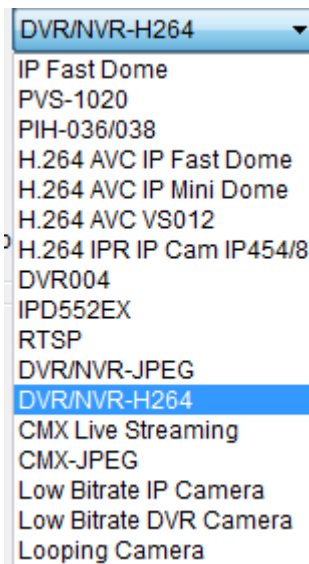 DVR/NVR-H264
IP Fast Dome
PVS-1020
PIH-036/038
H.264 AVC IP Fast Dome
H.264 AVC IP Mini Dome
H.264 AVC VS012
H.264 IPR IP Cam IP454/8
DVR004
IPD552EX
RTSP
DVR/NVR-JPEG
DVR/NVR-H264
CMX Live Streaming
CMX-JPEG
Low Bitrate IP Camera
Low Bitrate DVR Camera
Looping Camera